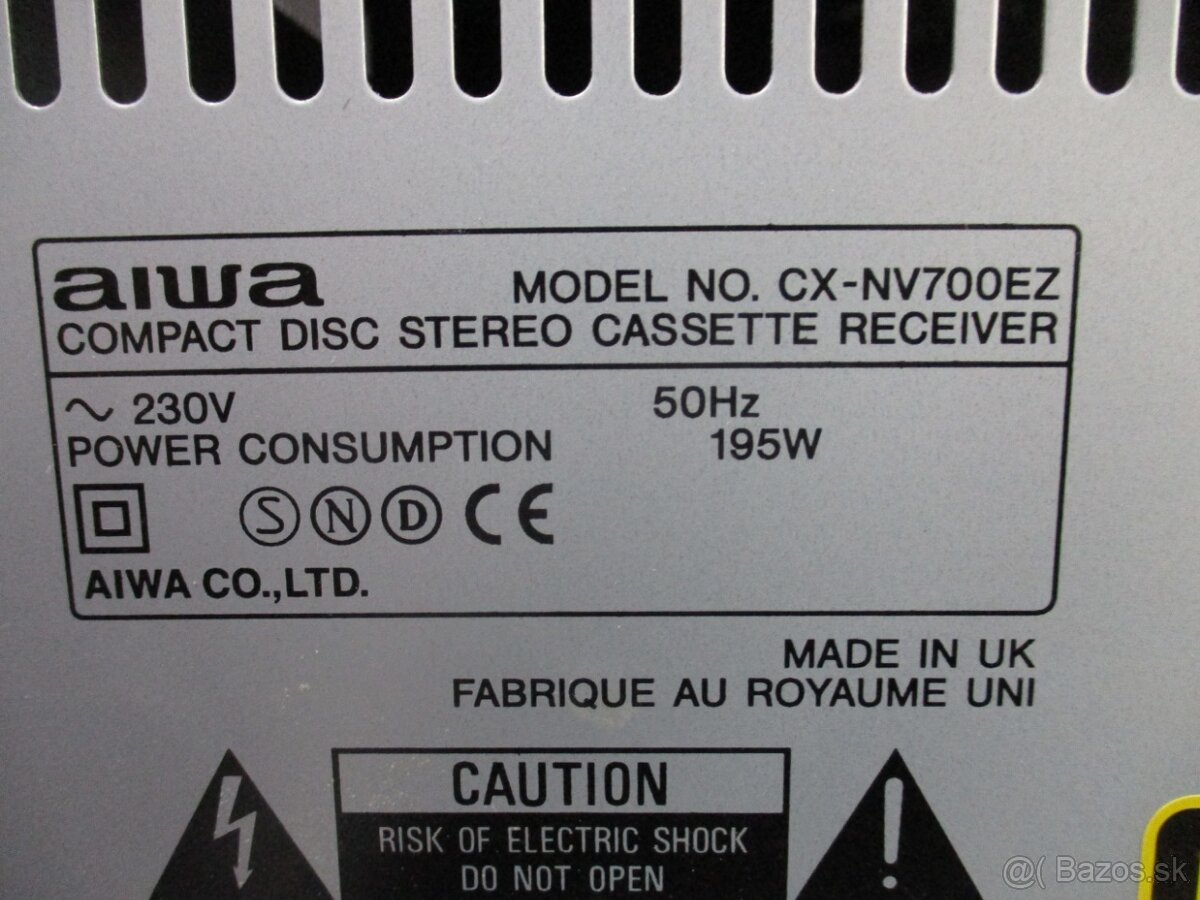 aiwa MODEL NO. CX-NV700EZ
COMPACT DISC STEREO CASSETTE RECEIVER
~ 230V 50Hz
POWER CONSUMPTION 195W
S N D CE
AIWA CO.,LTD.
MADE IN UK
FABRIQUE AU ROYAUME UNI
CAUTION
RISK OF ELECTRIC SHOCK
DO NOT OPEN
@( Bazos.sk